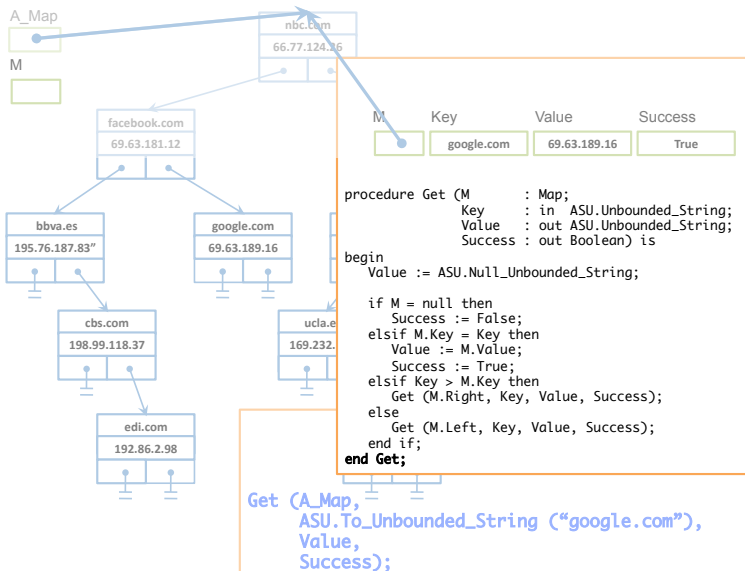 A_Map
M
nbc.com
66.77.124.26
facebook.com
69.63.181.12
bbva.es
195.76.187.83”
google.com
69.63.189.16
cbs.com
198.99.118.37
ucla.e
169.232.
edi.com
192.86.2.98
M Key Value Success
google.com 69.63.189.16 True
procedure Get (M : Map;
Key : in ASU.Unbounded_String;
Value : out ASU.Unbounded_String;
Success : out Boolean) is
begin
Value := ASU.Null_Unbounded_String;
if M = null then
Success := False;
elsif M.Key = Key then
Value := M.Value;
Success := True;
elsif Key > M.Key then
Get (M.Right, Key, Value, Success);
else
Get (M.Left, Key, Value, Success);
end if;
end Get;
Get (A_Map,
ASU.To_Unbounded_String (“google.com”),
Value,
Success);